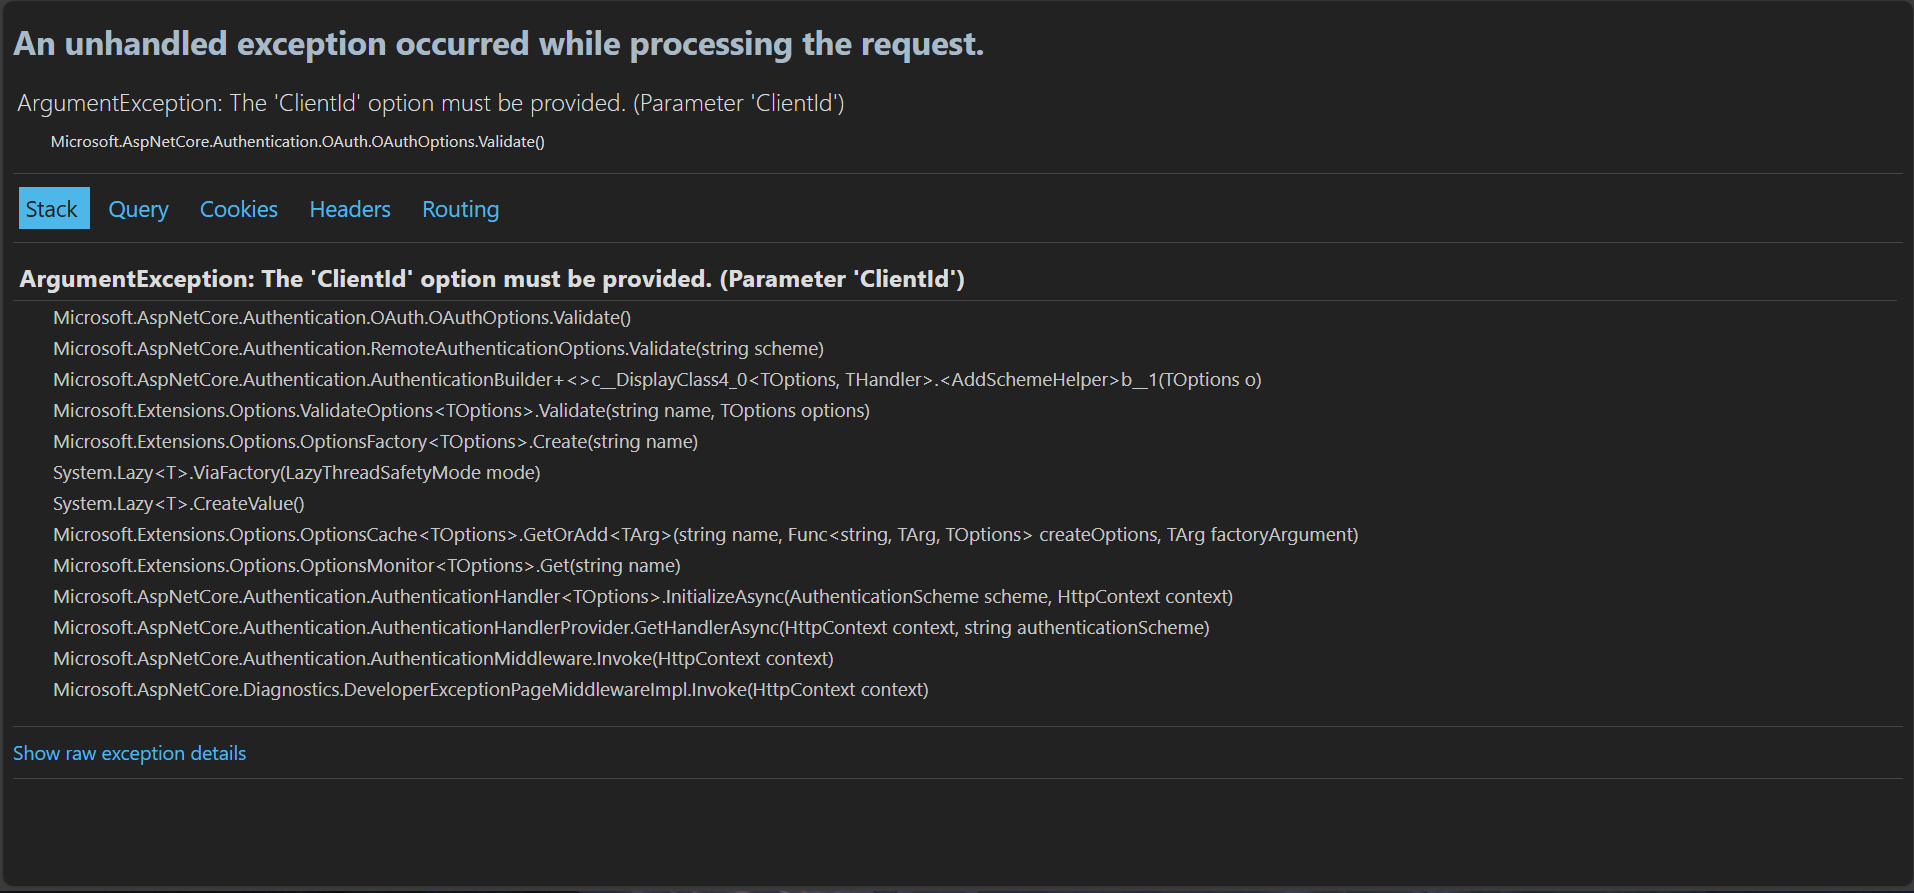 An unhandled exception occurred while processing the request.
ArgumentException: The 'ClientId' option must be provided. (Parameter 'ClientId')
Microsoft.AspNetCore.Authentication.OAuth.OAuthOptions.Validate()
Stack Query Cookies Headers Routing
ArgumentException: The 'ClientId' option must be provided. (Parameter 'ClientId')
Microsoft.AspNetCore.Authentication.OAuth.OAuthOptions.Validate()
Microsoft.AspNetCore.Authentication.RemoteAuthenticationOptions.Validate(string scheme)
Microsoft.AspNetCore.Authentication.AuthenticationBuilder+<>c__DisplayClass4_0<TOptions, THandler>.<AddSchemeHelper>b__1(TOptions o)
Microsoft.Extensions.Options.ValidateOptions<TOptions>.Validate(string name, TOptions options)
Microsoft.Extensions.Options.OptionsFactory<TOptions>.Create(string name)
System.Lazy<T>.ViaFactory(LazyThreadSafetyMode mode)
System.Lazy<T>.CreateValue()
Microsoft.Extensions.Options.OptionsCache<TOptions>.GetOrAdd<TArg>(string name, Func<string, TArg, TOptions> createOptions, TArg factoryArgument)
Microsoft.Extensions.Options.OptionsMonitor<TOptions>.Get(string name)
Microsoft.AspNetCore.Authentication.AuthenticationHandler<TOptions>.InitializeAsync(AuthenticationScheme scheme, HttpContext context)
Microsoft.AspNetCore.Authentication.AuthenticationHandlerProvider.GetHandlerAsync(HttpContext context, string authenticationScheme)
Microsoft.AspNetCore.Authentication.AuthenticationMiddleware.Invoke(HttpContext context)
Microsoft.AspNetCore.Diagnostics.DeveloperExceptionPageMiddlewareImpl.Invoke(HttpContext context)
Show raw exception details